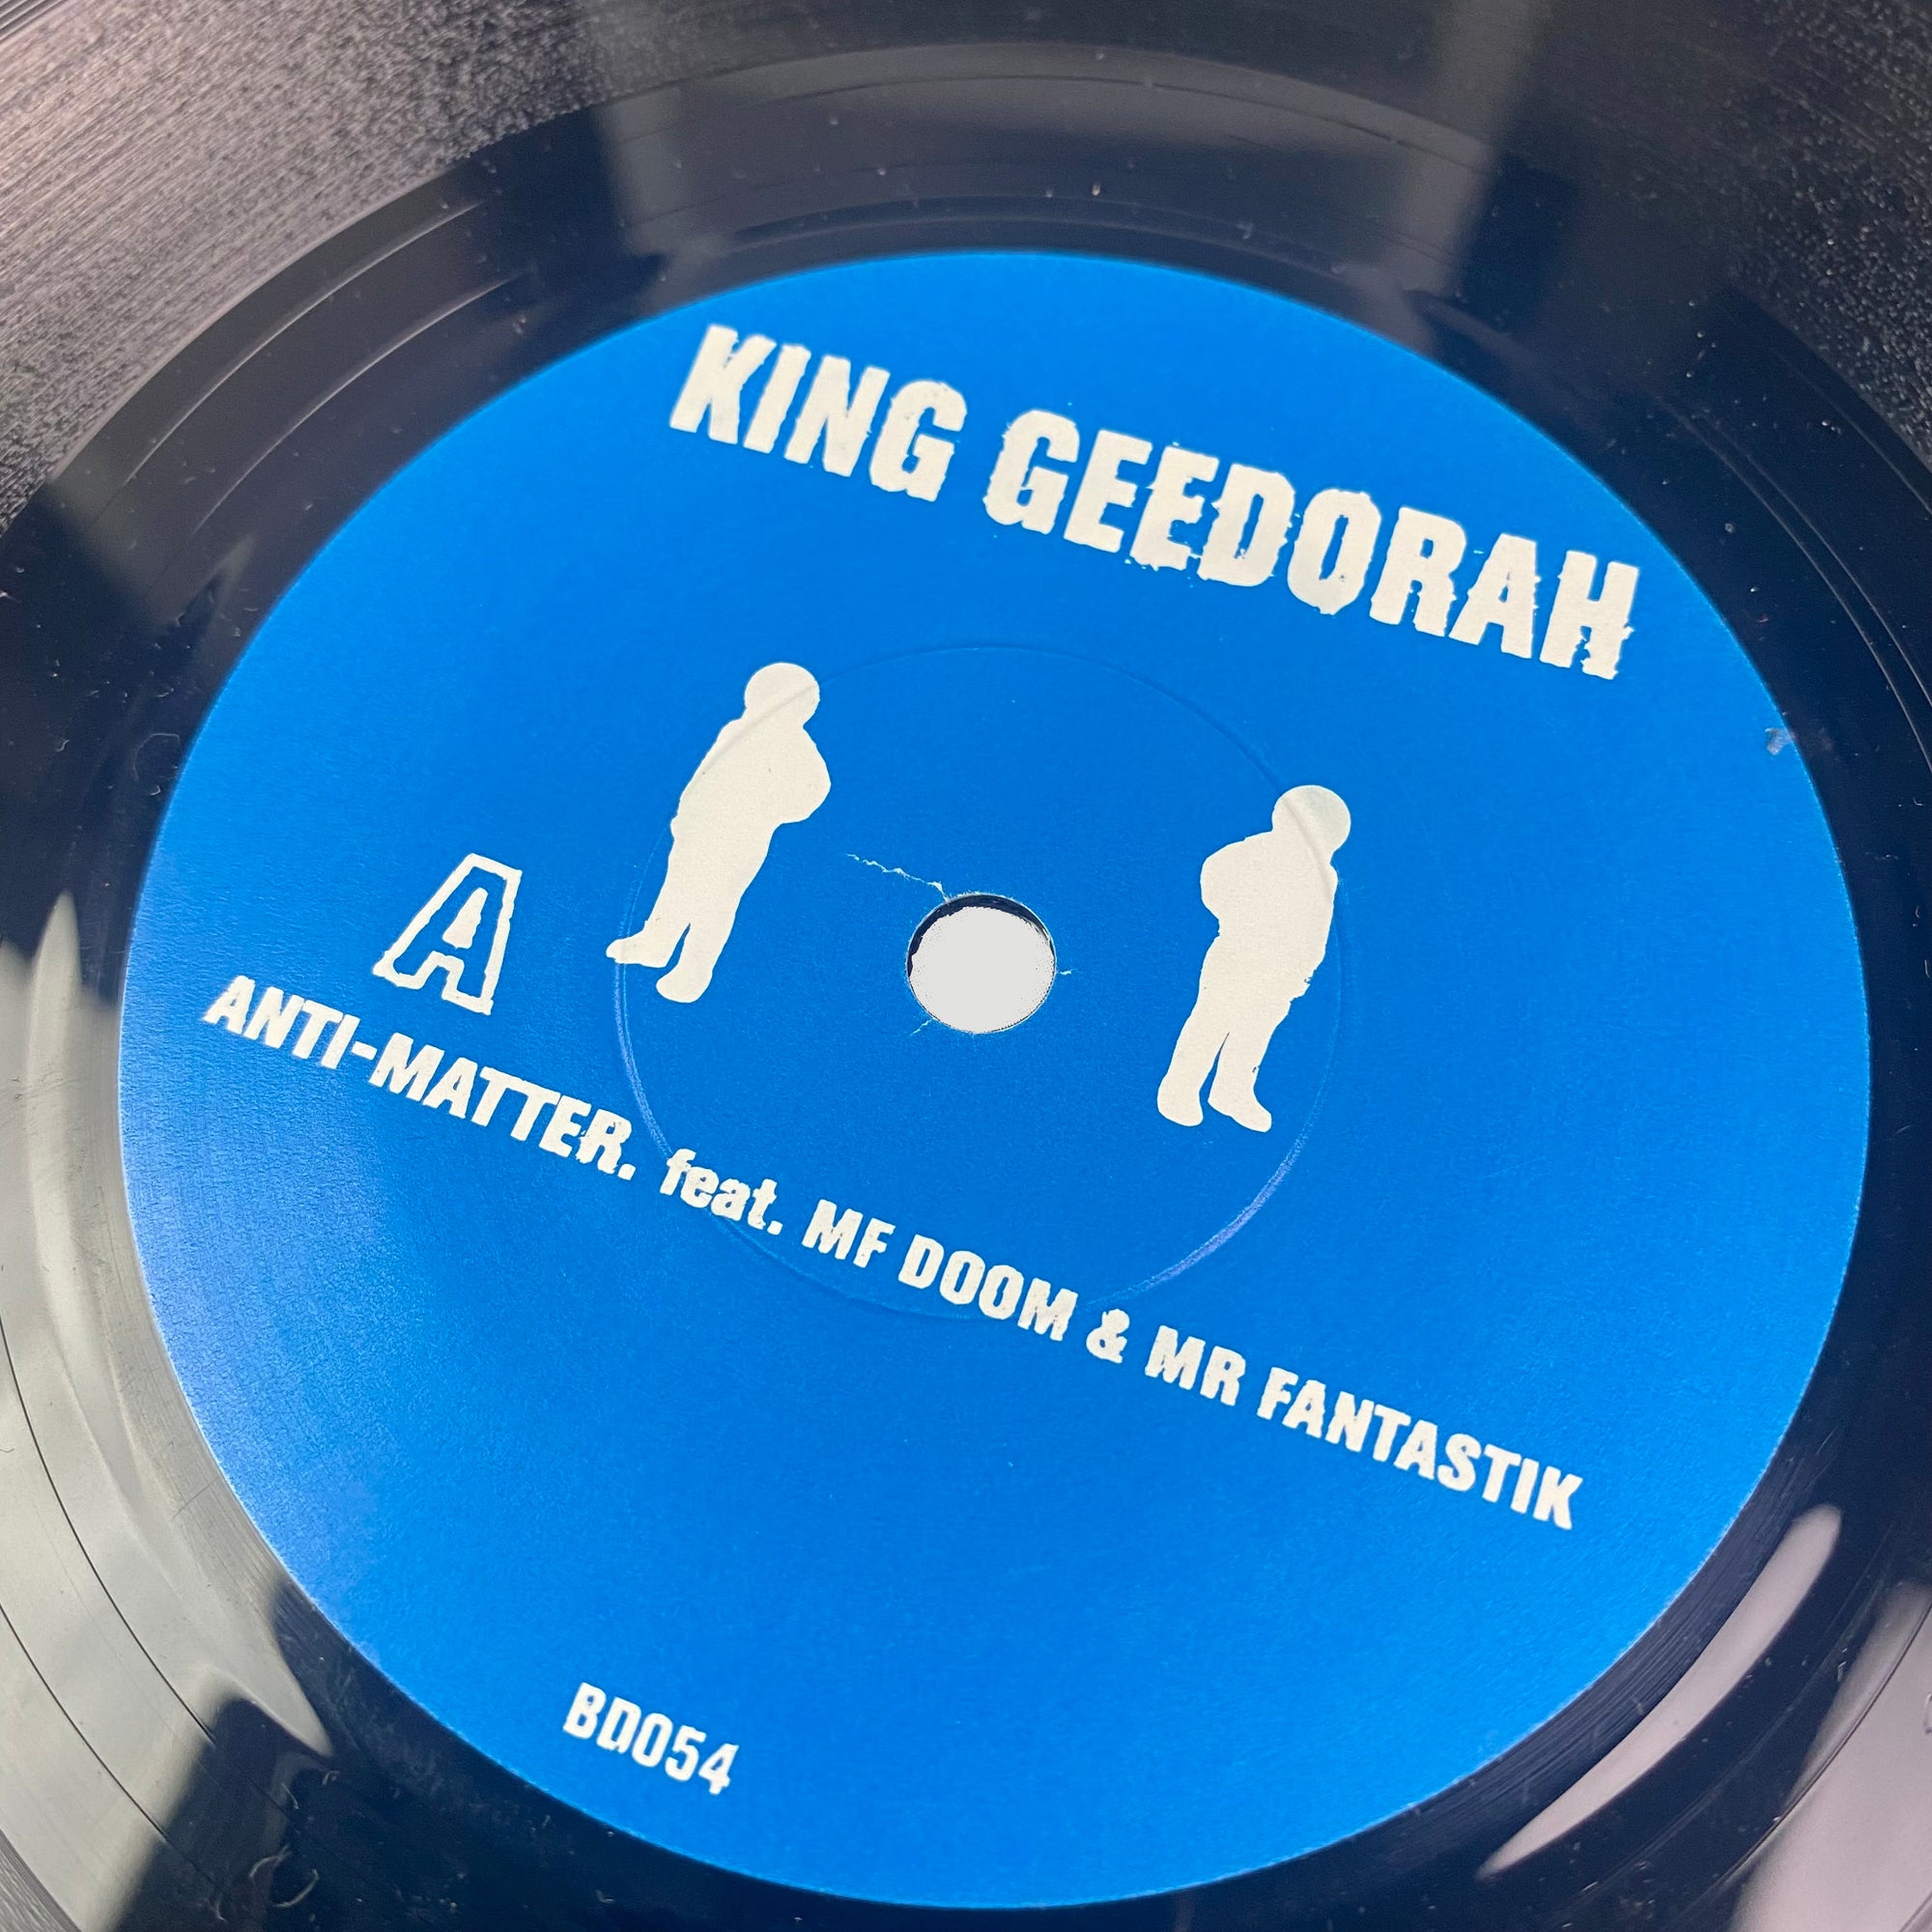 KING GEEDORAH
A
ANTI-MATTER. feat. MF DOOM & MR FANTASTIK
BD054